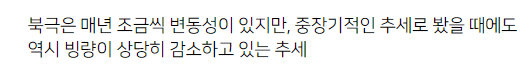 북극은 매년 조금씩 변동성이 있지만, 중장기적인 추세로 봤을 때에도
역시 빙량이 상당히 감소하고 있는 추세